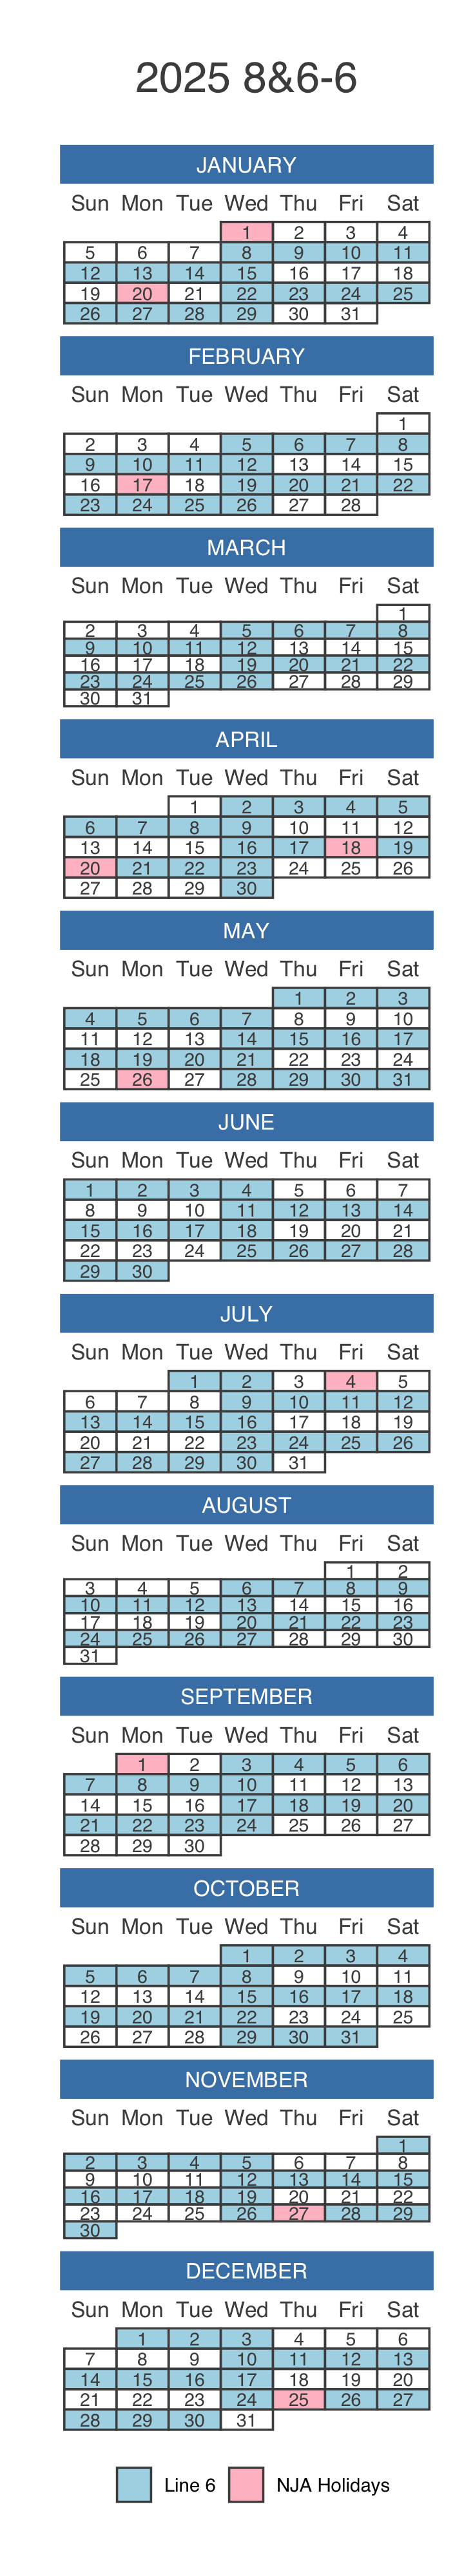 2025 8&6-6
JANUARY
Sun Mon Tue Wed Thu Fri Sat
1 2 3 4
5 6 7 8 9 10 11
12 13 14 15 16 17 18
19 20 21 22 23 24 25
26 27 28 29 30 31
FEBRUARY
Sun Mon Tue Wed Thu Fri Sat
1
2 3 4 5 6 7 8
9 10 11 12 13 14 15
16 17 18 19 20 21 22
23 24 25 26 27 28
MARCH
Sun Mon Tue Wed Thu Fri Sat
1
2 3 4 5 6 7 8
9 10 11 12 13 14 15
16 17 18 19 20 21 22
23 24 25 26 27 28 29
30 31
APRIL
Sun Mon Tue Wed Thu Fri Sat
1 2 3 4 5
6 7 8 9 10 11 12
13 14 15 16 17 18 19
20 21 22 23 24 25 26
27 28 29 30
MAY
Sun Mon Tue Wed Thu Fri Sat
1 2 3
4 5 6 7 8 9 10
11 12 13 14 15 16 17
18 19 20 21 22 23 24
25 26 27 28 29 30 31
JUNE
Sun Mon Tue Wed Thu Fri Sat
1 2 3 4 5 6 7
8 9 10 11 12 13 14
15 16 17 18 19 20 21
22 23 24 25 26 27 28
29 30
JULY
Sun Mon Tue Wed Thu Fri Sat
1 2 3 4 5
6 7 8 9 10 11 12
13 14 15 16 17 18 19
20 21 22 23 24 25 26
27 28 29 30 31
AUGUST
Sun Mon Tue Wed Thu Fri Sat
1 2
3 4 5 6 7 8 9
10 11 12 13 14 15 16
17 18 19 20 21 22 23
24 25 26 27 28 29 30
31
SEPTEMBER
Sun Mon Tue Wed Thu Fri Sat
1 2 3 4 5 6
7 8 9 10 11 12 13
14 15 16 17 18 19 20
21 22 23 24 25 26 27
28 29 30
OCTOBER
Sun Mon Tue Wed Thu Fri Sat
1 2 3 4
5 6 7 8 9 10 11
12 13 14 15 16 17 18
19 20 21 22 23 24 25
26 27 28 29 30 31
NOVEMBER
Sun Mon Tue Wed Thu Fri Sat
1
2 3 4 5 6 7 8
9 10 11 12 13 14 15
16 17 18 19 20 21 22
23 24 25 26 27 28 29
30
DECEMBER
Sun Mon Tue Wed Thu Fri Sat
1 2 3 4 5 6
7 8 9 10 11 12 13
14 15 16 17 18 19 20
21 22 23 24 25 26 27
28 29 30 31
Line 6 NJA Holidays